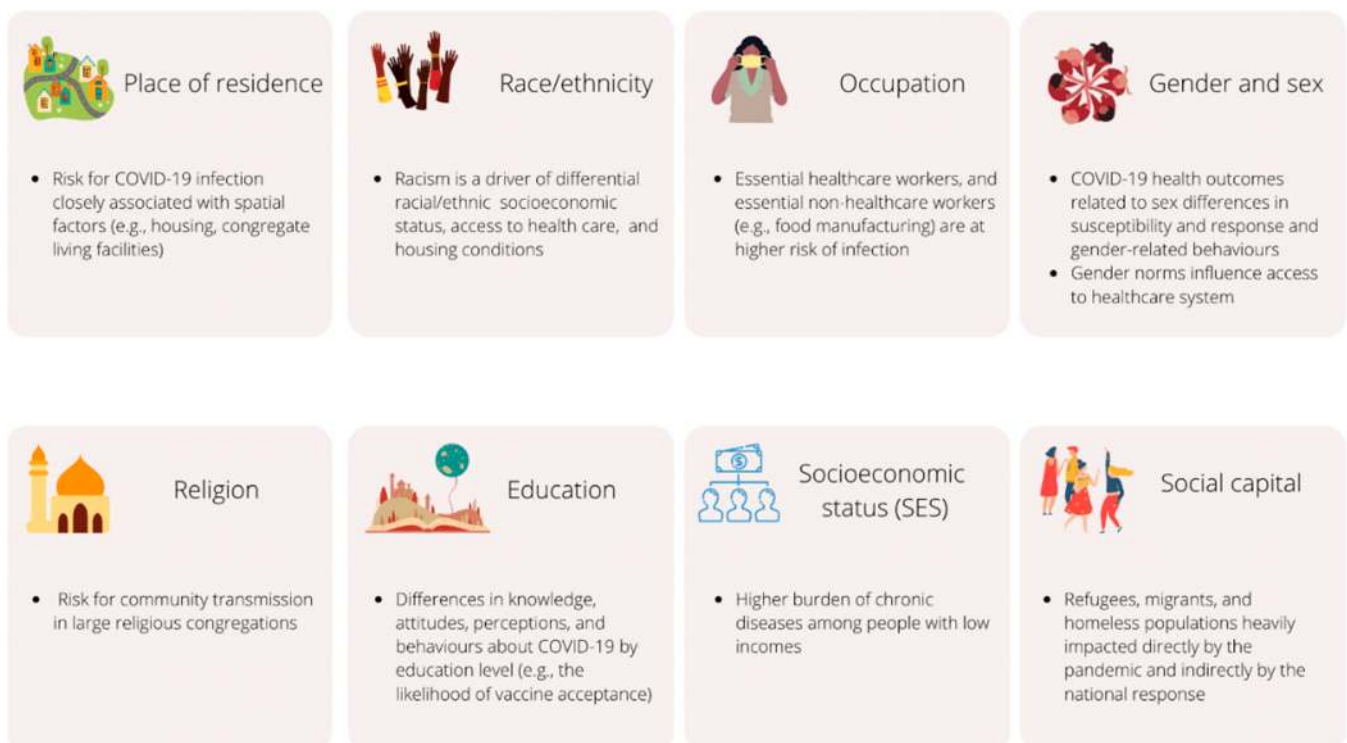 Place of residence
• Risk for COVID-19 infection
closely associated with spatial
factors (e.g., housing, congregate
living facilities)
Race/ethnicity
• Racism is a driver of differential
racial/ethnic socioeconomic
status, access to health care, and
housing conditions
Occupation
• Essential healthcare workers, and
essential non-healthcare workers
(e.g., food manufacturing) are at
higher risk of infection
Gender and sex
• COVID-19 health outcomes
related to sex differences in
susceptibility and response and
gender-related behaviours
• Gender norms influence access
to healthcare system
Religion
• Risk for community transmission
in large religious congregations
Education
• Differences in knowledge,
attitudes, perceptions, and
behaviours about COVID-19 by
education level (e.g., the
likelihood of vaccine acceptance)
$
Socioeconomic
status (SES)
• Higher burden of chronic
diseases among people with low
incomes
Social capital
• Refugees, migrants, and
homeless populations heavily
impacted directly by the
pandemic and indirectly by the
national response